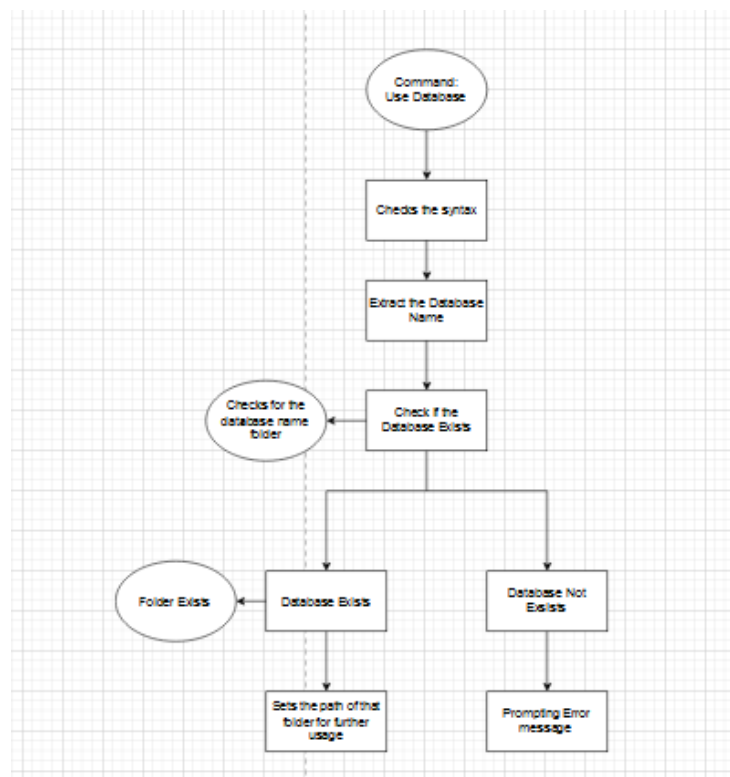 Command:
Use Database
Checks the syntax
Extract the Database
Name
Checks for the
database name
folder
Check if the
Database Exists
Folder Exists
Database Exists
Database Not
Exsists
Sets the path of that
folder for further
usage
Prompting Error
message